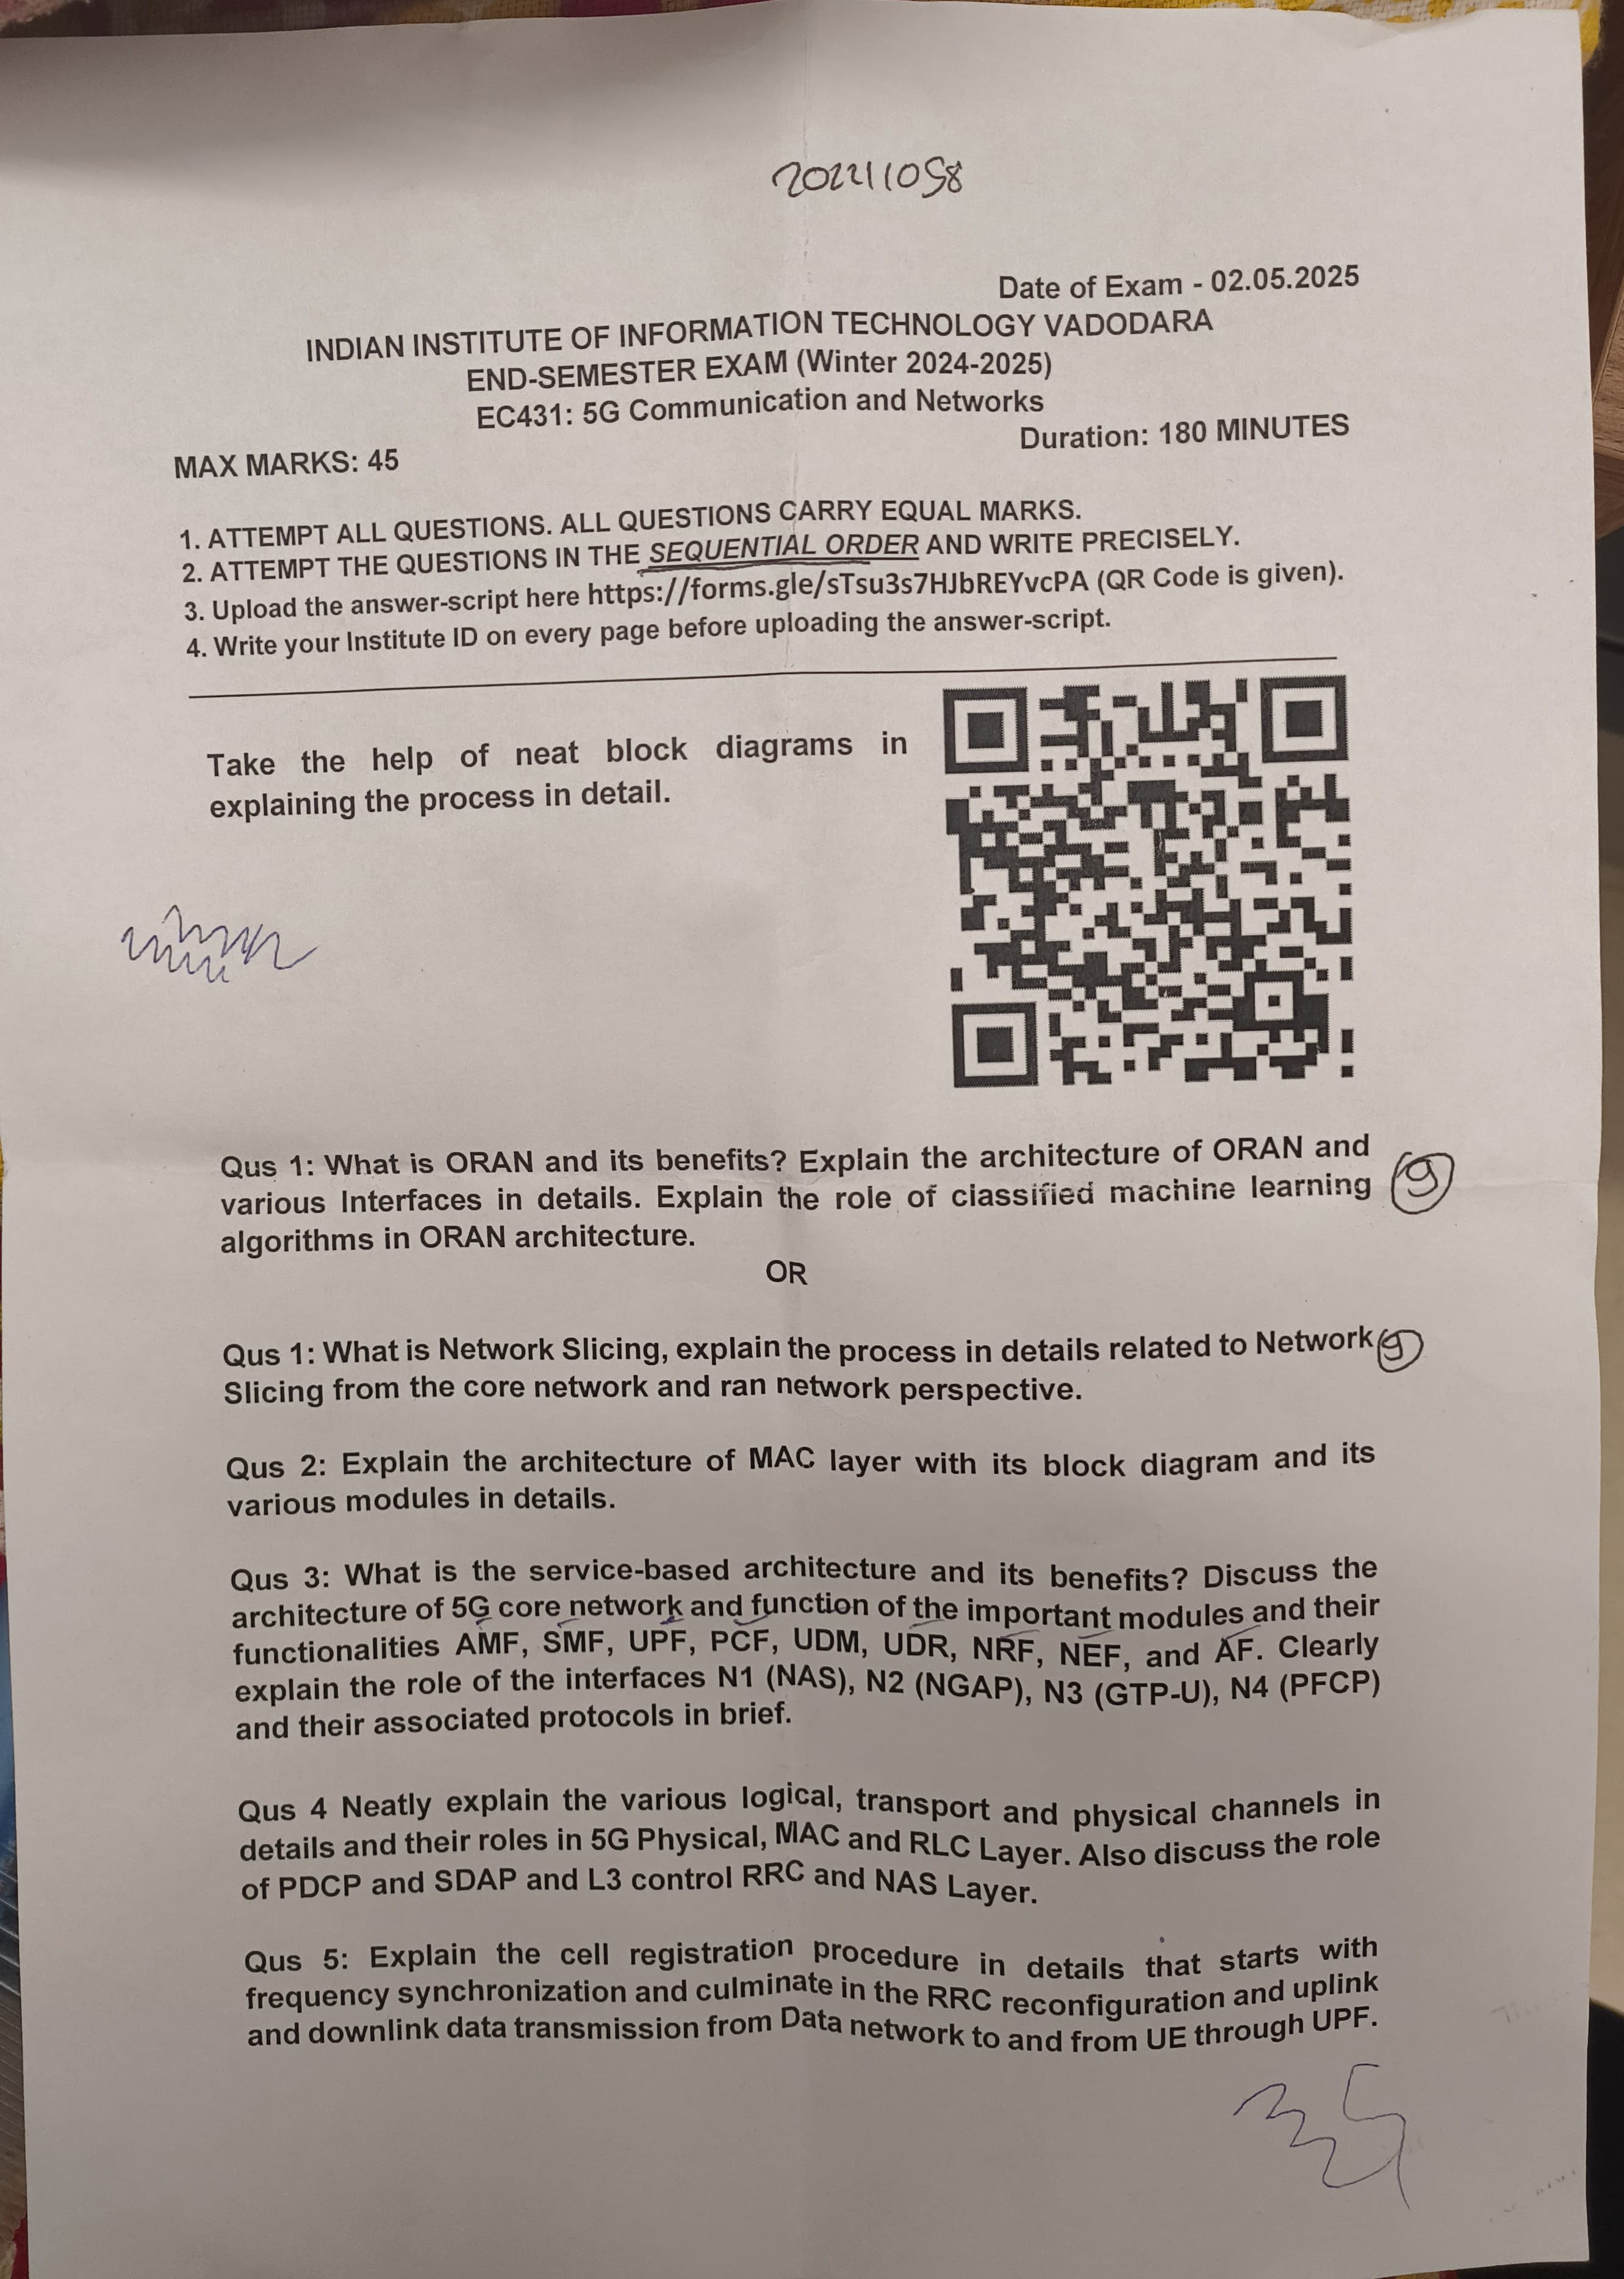 202211058
Date of Exam - 02.05.2025
INDIAN INSTITUTE OF INFORMATION TECHNOLOGY VADODARA
END-SEMESTER EXAM (Winter 2024-2025)
EC431: 5G Communication and Networks
Duration: 180 MINUTES
MAX MARKS: 45
1. ATTEMPT ALL QUESTIONS. ALL QUESTIONS CARRY EQUAL MARKS.
2. ATTEMPT THE QUESTIONS IN THE SEQUENTIAL ORDER AND WRITE PRECISELY.
3. Upload the answer-script here https://forms.gle/sTsu3s7HJbREYvcPA (QR Code is given).
4. Write your Institute ID on every page before uploading the answer-script.
Take the help of neat block diagrams in
explaining the process in detail.
Qus 1: What is ORAN and its benefits? Explain the architecture of ORAN and
various Interfaces in details. Explain the role of classified machine learning 9
algorithms in ORAN architecture.
OR
Qus 1: What is Network Slicing, explain the process in details related to Network 9
Slicing from the core network and ran network perspective.
Qus 2: Explain the architecture of MAC layer with its block diagram and its
various modules in details.
Qus 3: What is the service-based architecture and its benefits? Discuss the
architecture of 5G core network and function of the important modules and their
functionalities AMF, SMF, UPF, PCF, UDM, UDR, NRF, NEF, and AF. Clearly
explain the role of the interfaces N1 (NAS), N2 (NGAP), N3 (GTP-U), N4 (PFCP)
and their associated protocols in brief.
Qus 4 Neatly explain the various logical, transport and physical channels in
details and their roles in 5G Physical, MAC and RLC Layer. Also discuss the role
of PDCP and SDAP and L3 control RRC and NAS Layer.
Qus 5: Explain the cell registration procedure in details that starts with
frequency synchronization and culminate in the RRC reconfiguration and uplink
and downlink data transmission from Data network to and from UE through UPF.